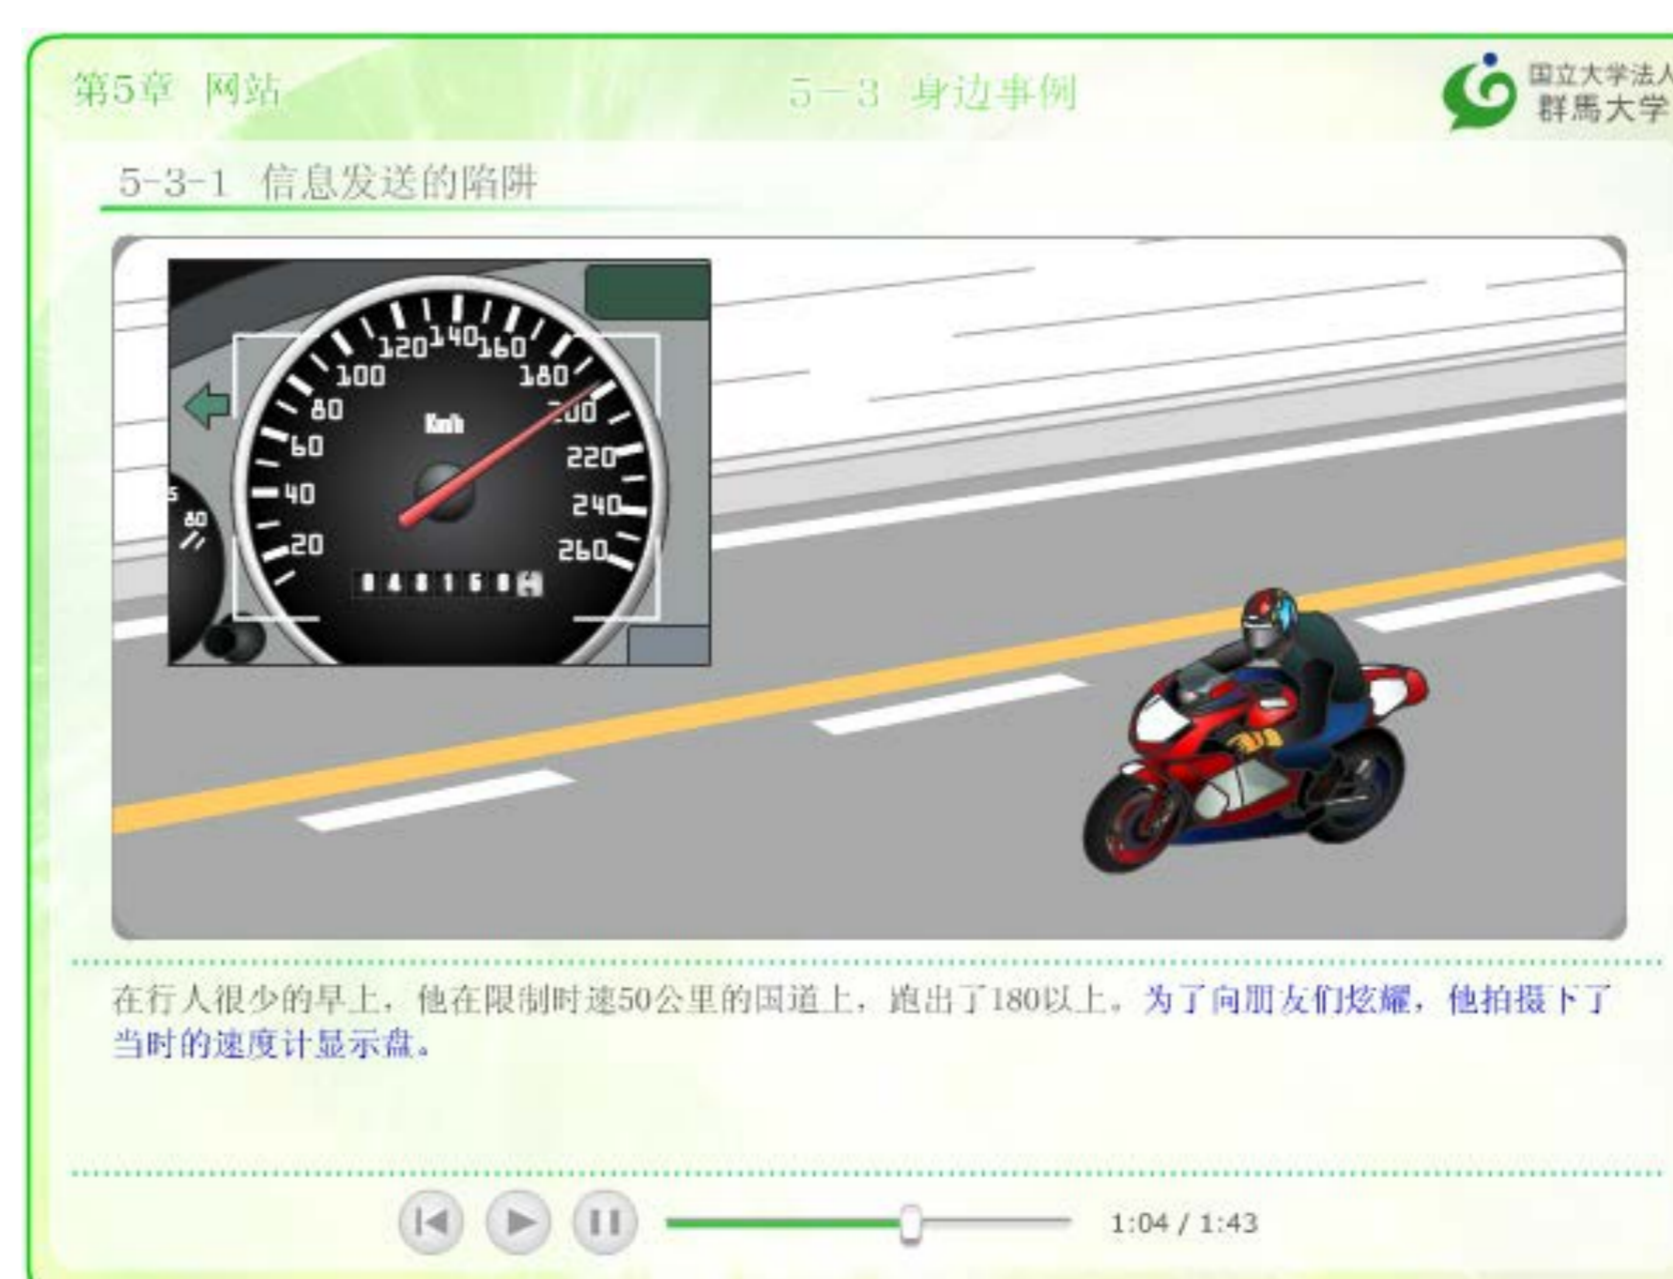 第5章 网站
5-3 身边事例
国立大学法人
群馬大学
5-3-1 信息发送的陷阱
120
140
160
100
180
80
Km/h
60
220
40
240
80
20
260
在行人很少的早上，他在限制时速50公里的国道上，跑出了180以上。为了向朋友们炫耀，他拍摄下了
当时的速度计显示盘。
1:04 / 1:43